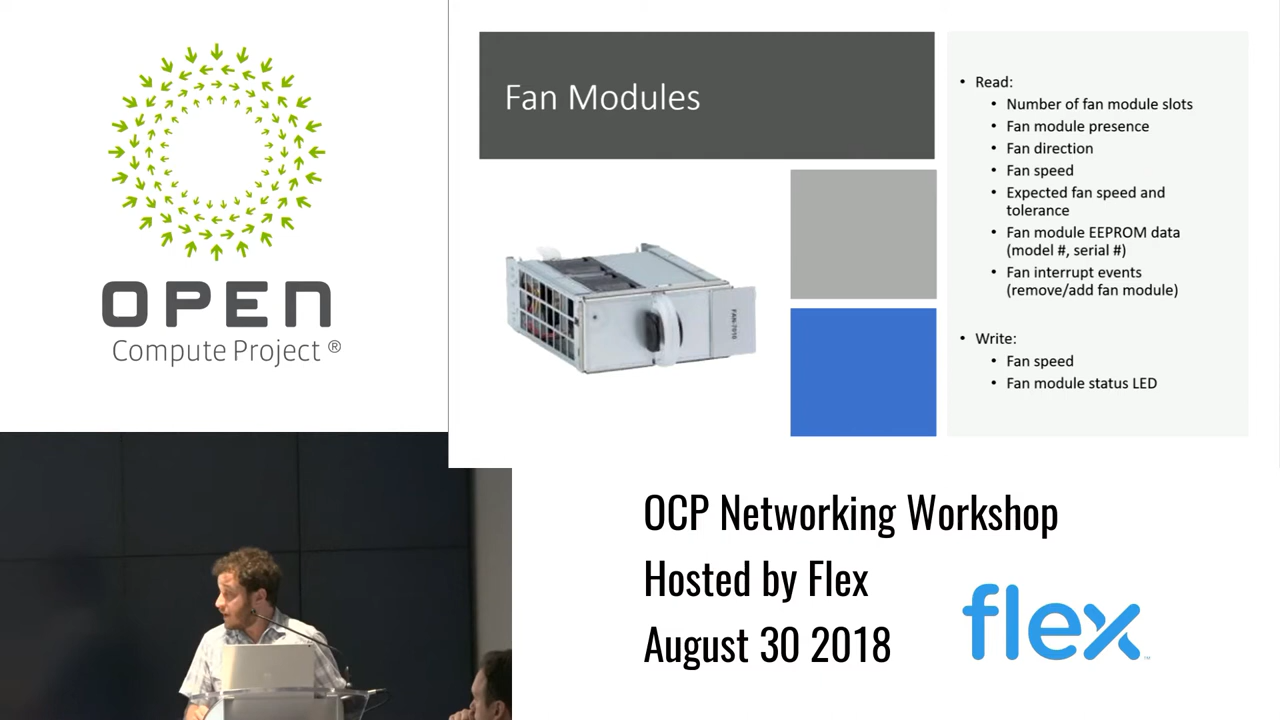 OPEN
Compute Project ®
Fan Modules
FAN-7010
• Read:
• Number of fan module slots
• Fan module presence
• Fan direction
• Fan speed
• Expected fan speed and
tolerance
• Fan module EEPROM data
(model #, serial #)
• Fan interrupt events
(remove/add fan module)
• Write:
• Fan speed
• Fan module status LED
OCP Networking Workshop
Hosted by Flex
August 30 2018
flex